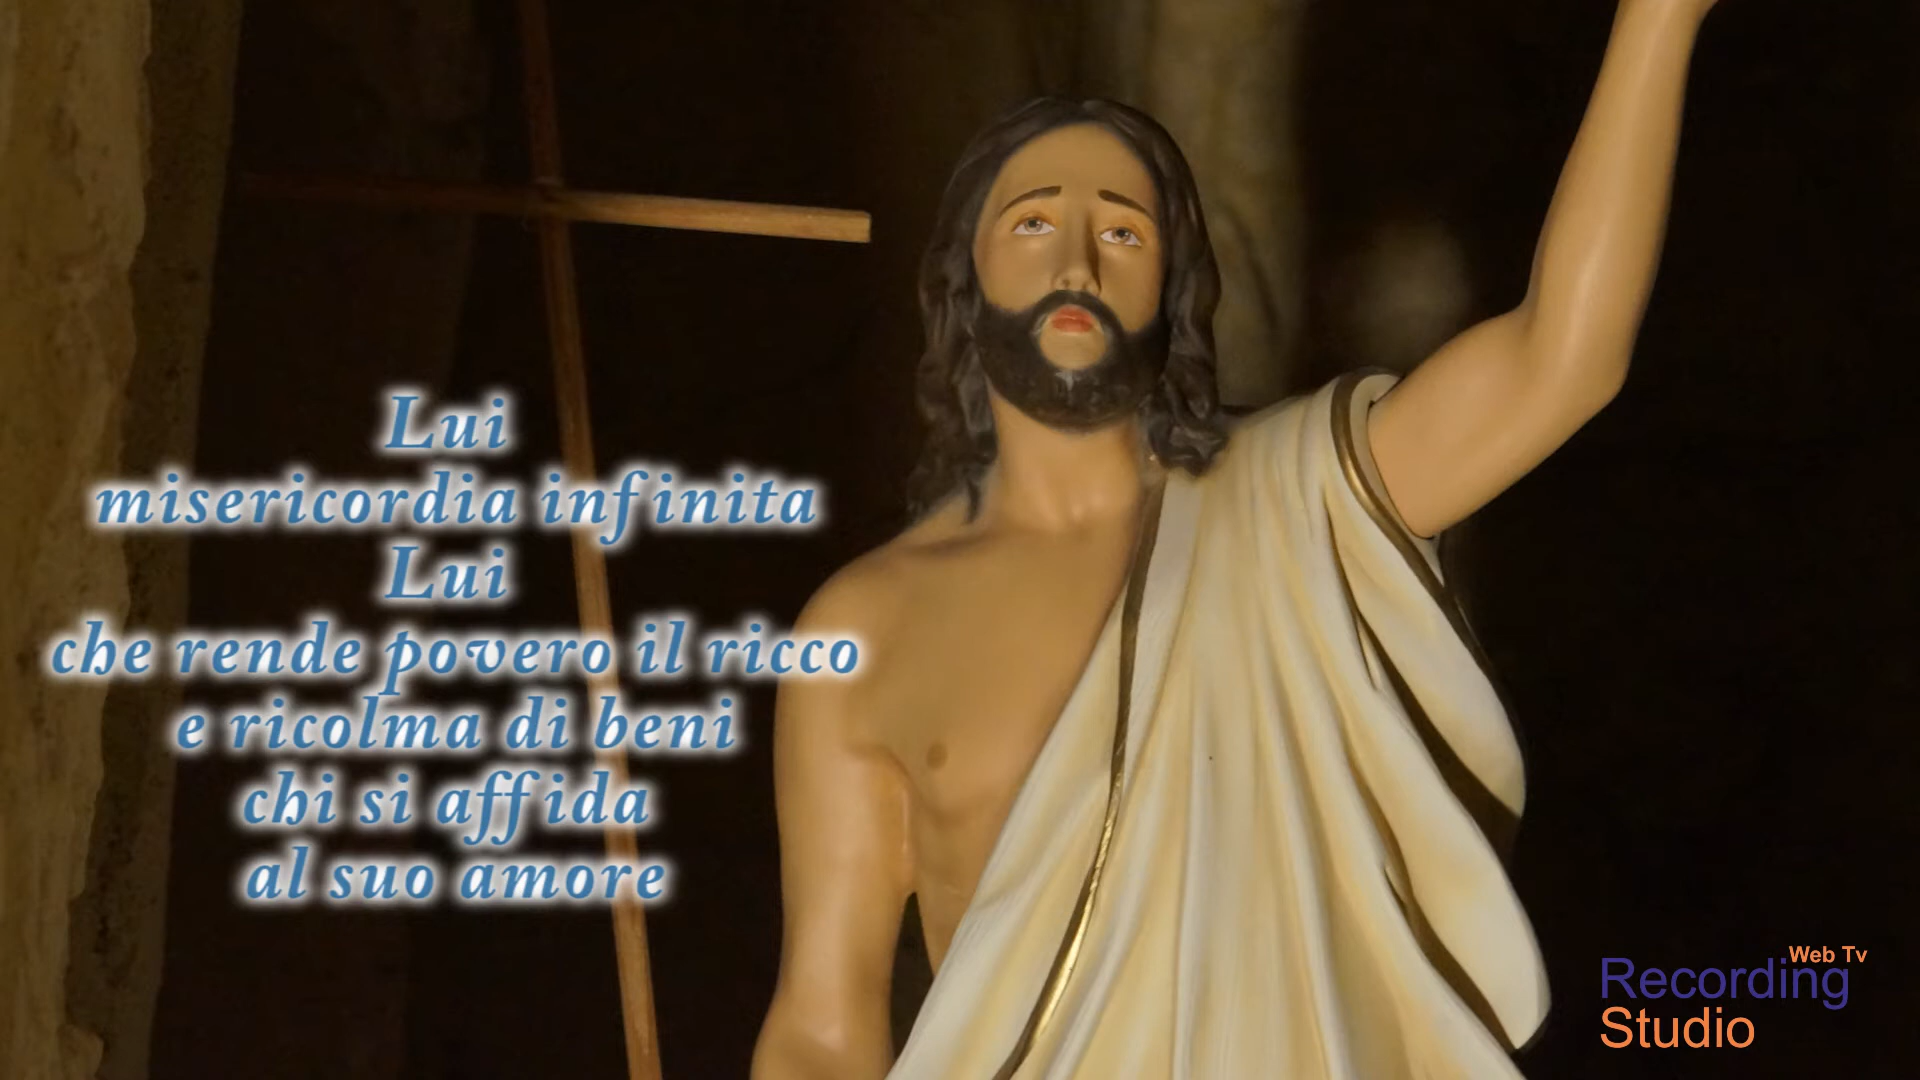 Lui
misericordia infinita
Lui
che rende povero il ricco
e ricolma di beni
chi si affida
al suo amore
Web Tv
Recording
Studio